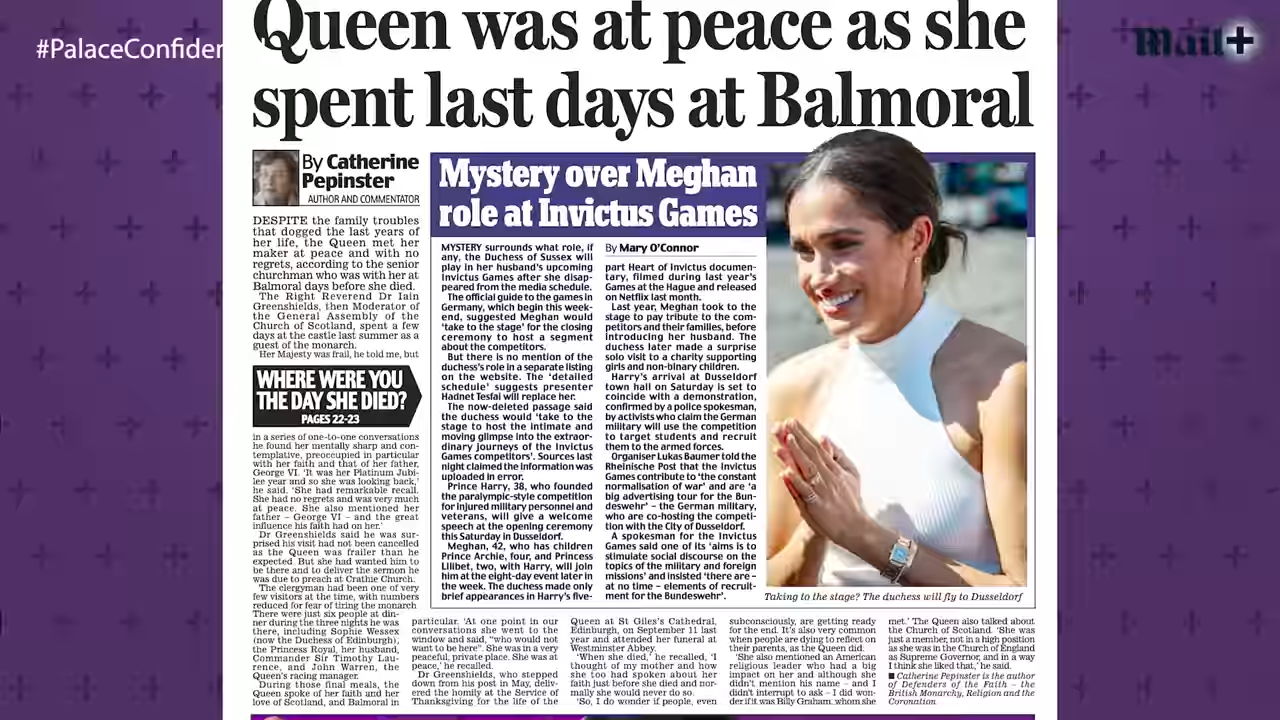 #PalaceConfiden
Mail+
Queen was at peace as she
spent last days at Balmoral
By Catherine
Pepinster
AUTHOR AND COMMENTATOR
DESPITE the family troubles
that dogged the last years of
her life, the Queen met her
maker at peace and with no
regrets, according to the senior
churchman who was with her at
Balmoral days before she died.
The Right Reverend Dr Iain
Greenshields, then Moderator of
the General Assembly of the
Church of Scotland, spent a few
days at the castle last summer as a
guest of the monarch.
Her Majesty was frail, he told me, but
WHERE WERE YOU
THE DAY SHE DIED?
PAGES 22-23
in a series of one-to-one conversations
he found her mentally sharp and con-
templative, preoccupied in particular
with her faith and that of her father,
George VI. 'It was her Platinum Jubi-
lee year and so she was looking back,'
he said. 'She had remarkable recall.
She had no regrets and was very much
at peace. She also mentioned her
father – George VI – and the great
influence his faith had on her.'
Dr Greenshields said he was sur-
prised his visit had not been cancelled
as the Queen was frailer than he
expected. But she had wanted him to
be there and to deliver the sermon he
was due to preach at Crathie Church.
The clergyman had been one of very
few visitors at the time, with numbers
reduced for fear of tiring the monarch
There were just six people at din-
ner during the three nights he was
there, including Sophie Wessex
(now the Duchess of Edinburgh),
the Princess Royal, her husband,
Commander Sir Timothy Lau-
rence, and John Warren, the
Queen's racing manager.
During those final meals, the
Queen spoke of her faith and her
love of Scotland, and Balmoral in
particular. 'At one point in our
conversations she went to the
window and said, "who would not
want to be here". She was in a very
peaceful, private place. She was at
peace,' he recalled.
Dr Greenshields, who stepped
down from his post in May, deliv-
ered the homily at the Service of
Thanksgiving for the life of the
Queen at St Giles's Cathedral,
Edinburgh, on September 11 last
year and attended her funeral at
Westminster Abbey.
'When she died,' he recalled, 'I
thought of my mother and how
she too had spoken about her
faith just before she died and nor-
mally she would never do so.
'So, I do wonder if people, even
subconsciously, are getting ready
for the end. It's also very common
when people are dying to reflect on
their parents, as the Queen did.
'She also mentioned an American
religious leader who had a big
impact on her and although she
didn't mention his name – and I
didn't interrupt to ask – I did won-
der if it was Billy Graham, whom she
met.' The Queen also talked about
the Church of Scotland. 'She was
just a member, not in a high position
as she was in the Church of England
as Supreme Governor, and in a way
I think she liked that,' he said.
■ Catherine Pepinster is the author
of Defenders of the Faith – the
British Monarchy, Religion and the
Coronation
Mystery over Meghan
role at Invictus Games
MYSTERY surrounds what role, if
any, the Duchess of Sussex will
play in her husband's upcoming
Invictus Games after she disap-
peared from the media schedule.
The official guide to the games in
Germany, which begin this week-
end, suggested Meghan would
'take to the stage' for the closing
ceremony to host a segment
about the competitors.
But there is no mention of the
duchess's role in a separate listing
on the website. The 'detailed
schedule' suggests presenter
Hadnet Tesfai will replace her.
The now-deleted passage said
the duchess would 'take to the
stage to host the intimate and
moving glimpse into the extraor-
dinary journeys of the Invictus
Games competitors'. Sources last
night claimed the information was
uploaded in error.
Prince Harry, 38, who founded
the paralympic-style competition
for injured military personnel and
veterans, will give a welcome
speech at the opening ceremony
this Saturday in Dusseldorf.
Meghan, 42, who has children
Prince Archie, four, and Princess
Lilibet, two, with Harry, will join
him at the eight-day event later in
the week. The duchess made only
brief appearances in Harry's five-
By Mary O'Connor
part Heart of Invictus documen-
tary, filmed during last year's
Games at the Hague and released
on Netflix last month.
Last year, Meghan took to the
stage to pay tribute to the com-
petitors and their families, before
introducing her husband. The
duchess later made a surprise
solo visit to a charity supporting
girls and non-binary children.
Harry's arrival at Dusseldorf
town hall on Saturday is set to
coincide with a demonstration,
confirmed by a police spokesman,
by activists who claim the German
military will use the competition
to target students and recruit
them to the armed forces.
Organiser Lukas Baumer told the
Rheinische Post that the Invictus
Games contribute to 'the constant
normalisation of war' and are 'a
big advertising tour for the Bun-
deswehr' – the German military,
who are co-hosting the competi-
tion with the City of Dusseldorf.
A spokesman for the Invictus
Games said one of its 'aims is to
stimulate social discourse on the
topics of the military and foreign
missions' and insisted 'there are –
at no time – elements of recruit-
ment for the Bundeswehr'.
Taking to the stage? The duchess will fly to Dusseldorf